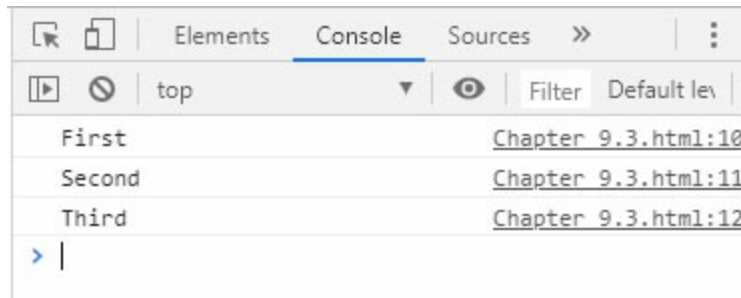 Elements Console Sources »
top Filter Default lev
First Chapter 9.3.html:10
Second Chapter 9.3.html:11
Third Chapter 9.3.html:12
>